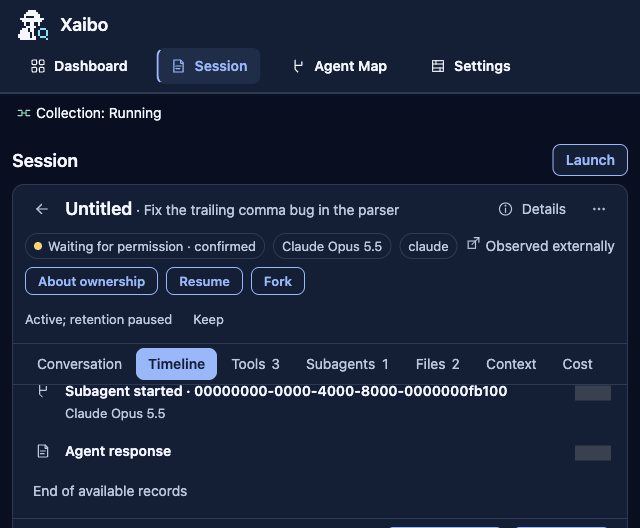 Xaibo
Dashboard
Session
Agent Map
Settings
Collection: Running
Session
Launch
Untitled · Fix the trailing comma bug in the parser
Details
Waiting for permission · confirmed
Claude Opus 5.5
claude
Observed externally
About ownership
Resume
Fork
Active; retention paused
Keep
Conversation
Timeline
Tools 3
Subagents 1
Files 2
Context
Cost
Subagent started · 00000000-0000-4000-8000-0000000fb100
Claude Opus 5.5
Agent response
End of available records